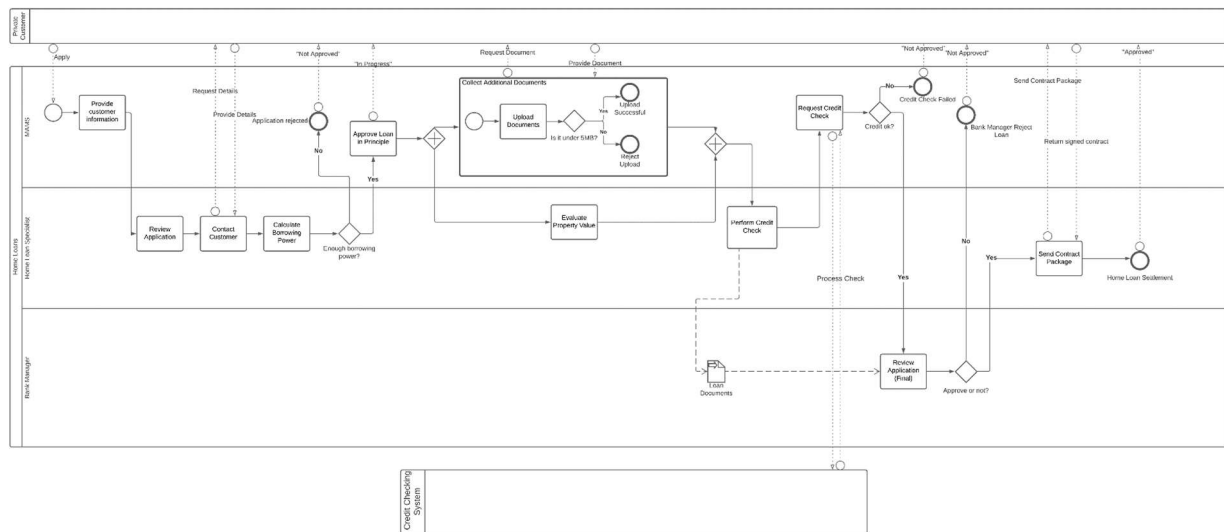 Private
Customer
Apply
"Not Approved"
"In Progress"
Request Document
Provide Document
"Not Approved"
"Not Approved"
"Approved"
Home Loans
MAMS
Provide
customer
information
Request Details
Provide Details
Application rejected
No
Approve Loan
in Principle
Yes
Collect Additional Documents
Upload
Documents
Is it under 5MB?
Yes
No
Upload
Successful
Reject
Upload
Request Credit
Check
Credit ok?
No
Credit Check Failed
Bank Manager Reject
Loan
Send Contract Package
Return signed contract
Home Loan Specialist
Review
Application
Contact
Customer
Calculate
Borrowing
Power
Enough borrowing
power?
Evaluate
Property Value
Perform Credit
Check
Process Check
Yes
No
Yes
Send Contract
Package
Home Loan Sealement
Bank Manager
Loan
Documents
Review
Application
(Final)
Approve or not?
Credit Checking
System